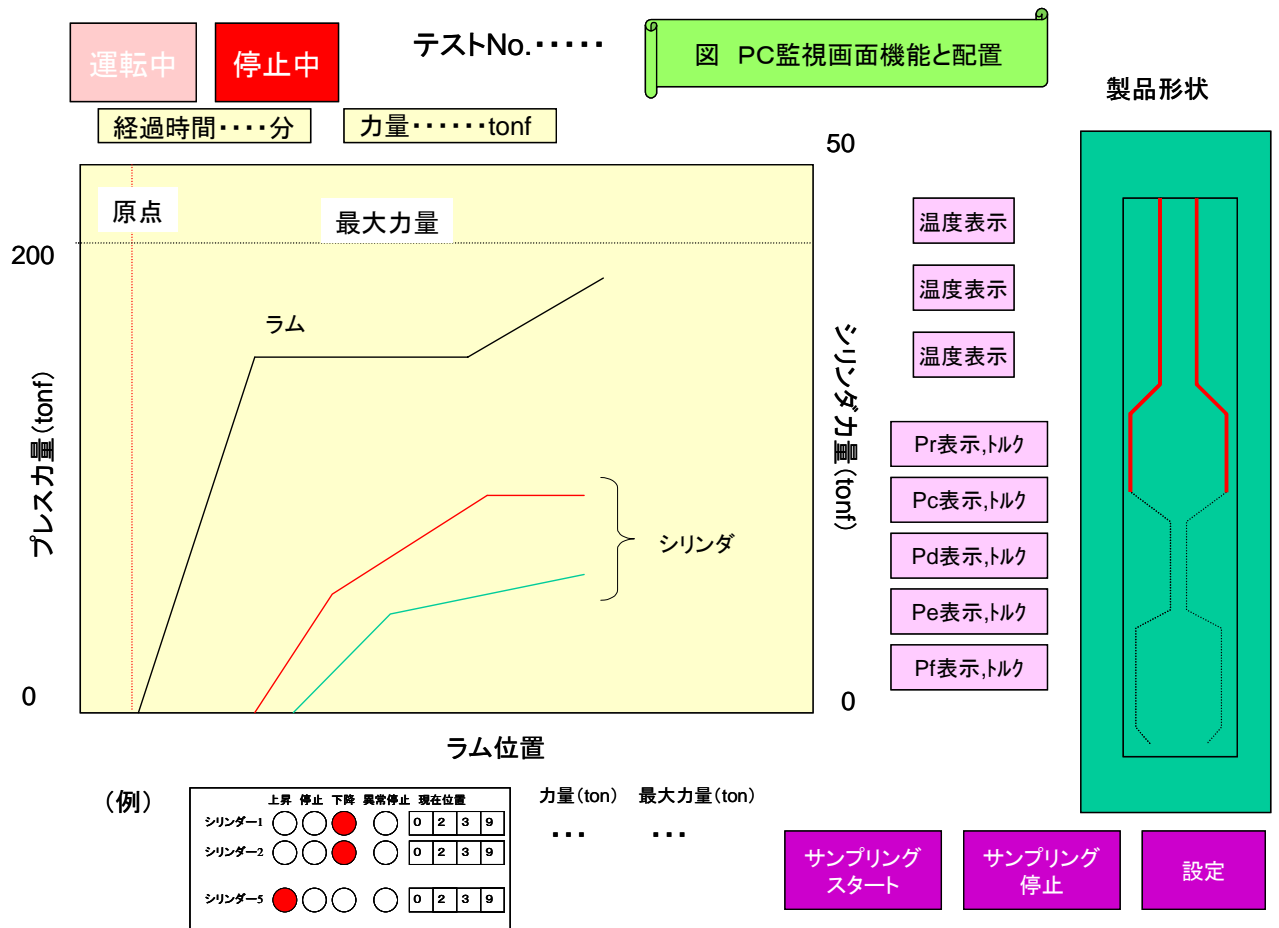 運転中
停止中
テストNo.・・・・・
図　PC監視画面機能と配置
製品形状
経過時間・・・・分
力量・・・・・・tonf
50
原点
最大力量
200
温度表示
温度表示
温度表示
ラム
プレス力量(tonf)
シリンダ力量(tonf)
Pr表示,ﾄﾙｸ
Pc表示,ﾄﾙｸ
Pd表示,ﾄﾙｸ
Pe表示,ﾄﾙｸ
Pf表示,ﾄﾙｸ
シリンダ
0
0
ラム位置
(例)
上昇 停止 下降 異常停止 現在位置
シリンダー1 0 2 3 9
シリンダー2 0 2 3 9
シリンダー5 0 2 3 9
力量(ton) 最大力量(ton)
・・・ ・・・
サンプリング
スタート
サンプリング
停止
設定